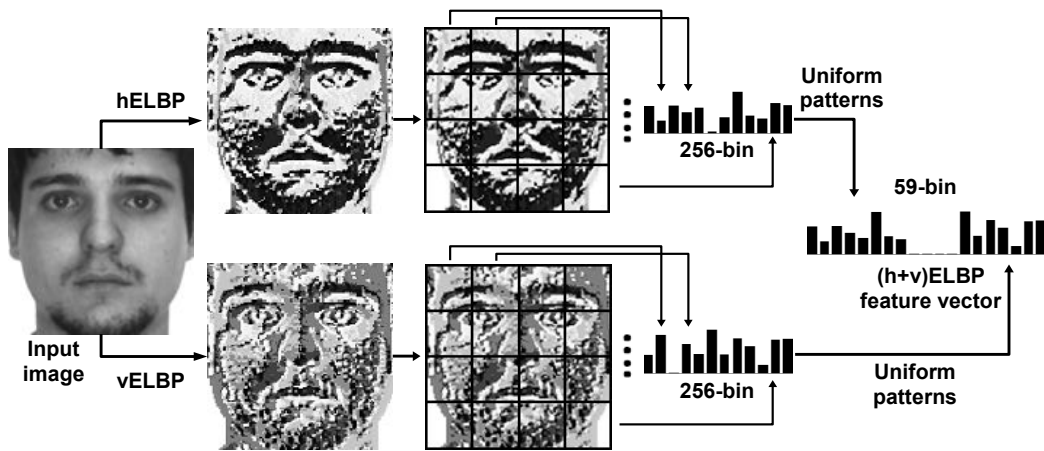 hELBP
Input
image
vELBP
256-bin
Uniform
patterns
59-bin
(h+v)ELBP
feature vector
256-bin
Uniform
patterns